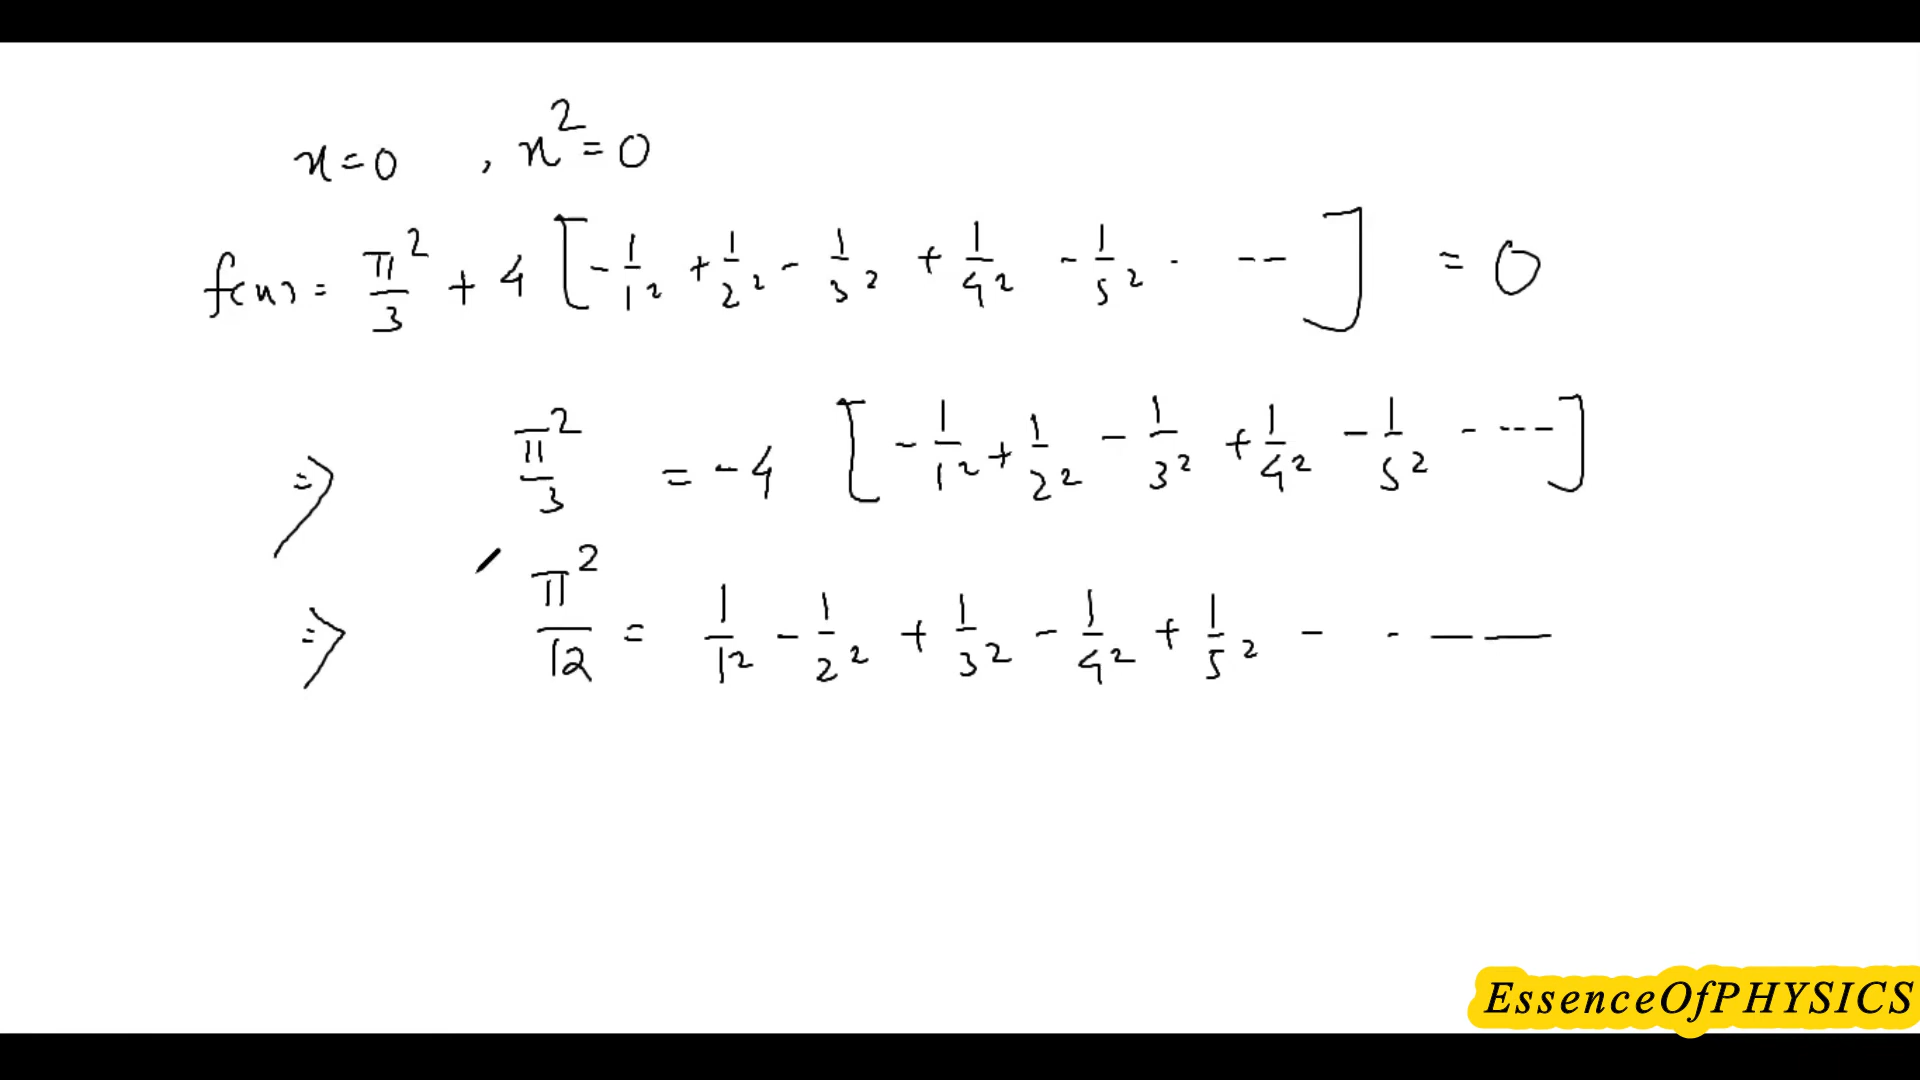 x=0 , x²=0
f(x) = π²/3 + 4 [ - 1/1² + 1/2² - 1/3² + 1/4² - 1/5² - -- ] = 0
⇒ π²/3 = -4 [ - 1/1² + 1/2² - 1/3² + 1/4² - 1/5² - ---- ]
⇒ π²/12 = 1/1² - 1/2² + 1/3² - 1/4² + 1/5² - - — —
EssenceOfPHYSICS